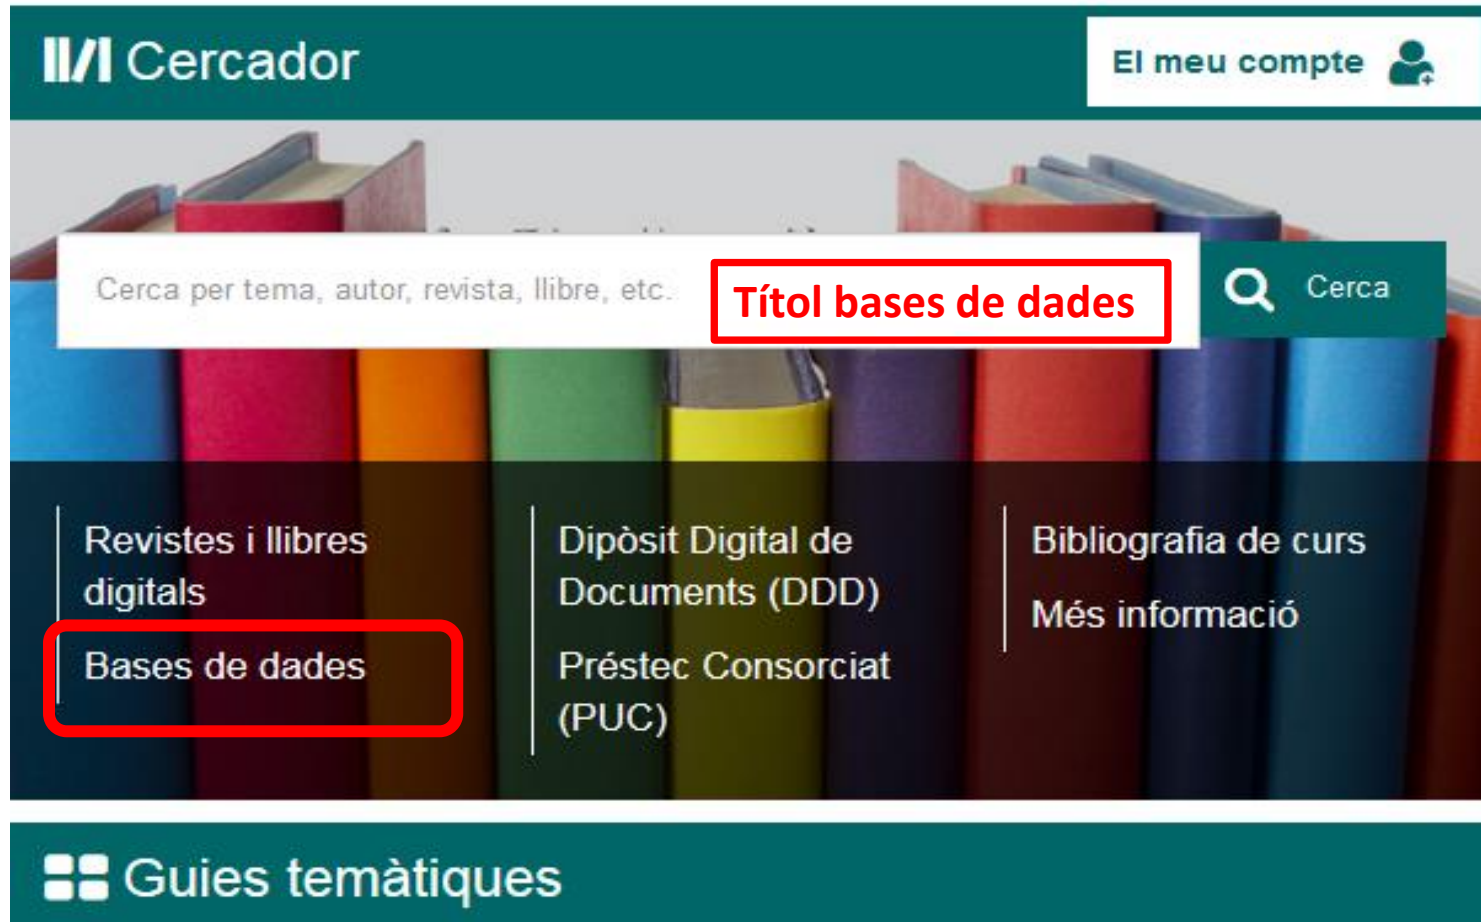 Cercador
El meu compte
Cerca per tema, autor, revista, llibre, etc.
Títol bases de dades
Cerca
Revistes i llibres
digitals
Bases de dades
Dipòsit Digital de
Documents (DDD)
Préstec Consorciat
(PUC)
Bibliografia de curs
Més informació
Guies temàtiques